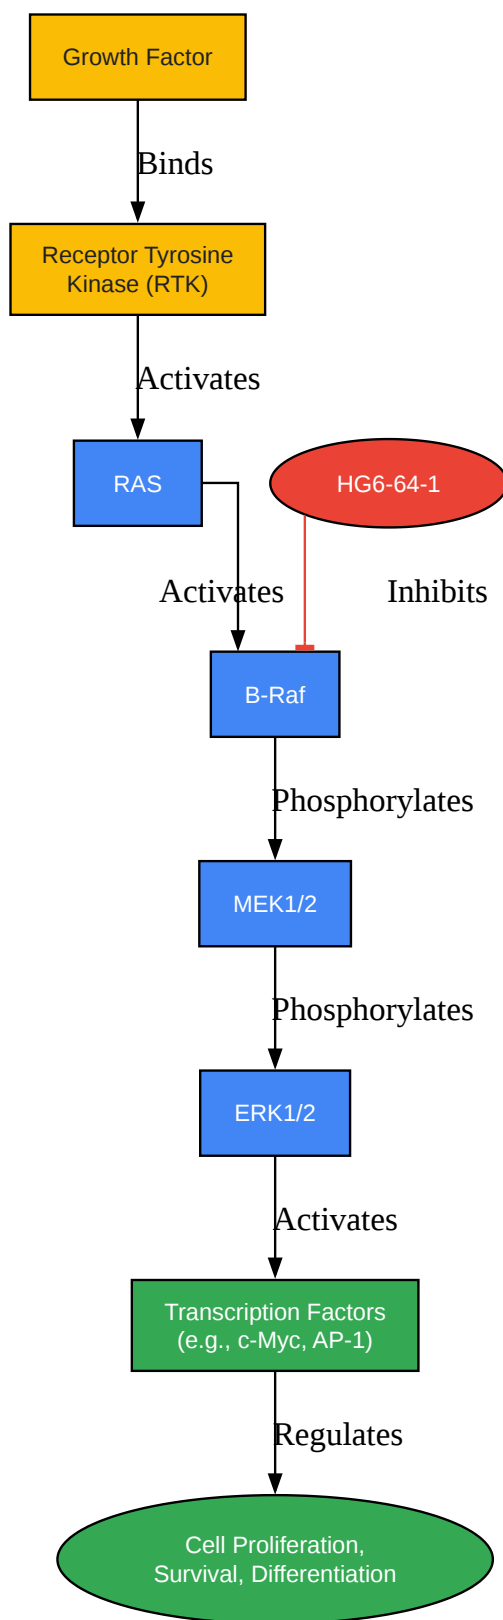 Growth Factor
Binds
Receptor Tyrosine
Kinase (RTK)
Activates
RAS
HG6-64-1
Activates
Inhibits
B-Raf
Phosphorylates
MEK1/2
Phosphorylates
ERK1/2
Activates
Transcription Factors
(e.g., c-Myc, AP-1)
Regulates
Cell Proliferation,
Survival, Differentiation